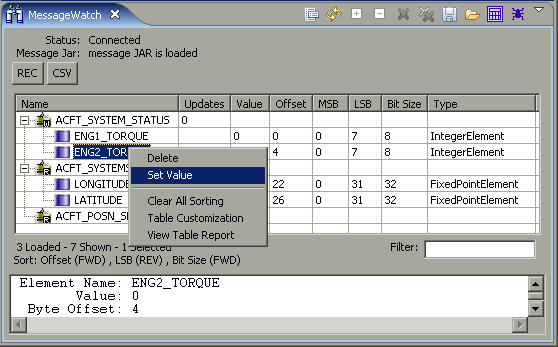 MessageWatch
Status: Connected
Message Jar: message JAR is loaded
REC CSV
Name Updates Value Offset MSB LSB Bit Size Type
ACFT_SYSTEM_STATUS 0
ENG1_TORQUE 0 0 0 7 8 IntegerElement
ENG2_TOR 4 0 7 8 IntegerElement
Delete
ACFT_SYSTEMS
Set Value
LONGITUDE 22 0 31 32 FixedPointElement
Clear All Sorting
LATITUDE 26 0 31 32 FixedPointElement
Table Customization
ACFT_POSN_S
View Table Report
3 Loaded - 7 Shown - 1 Selected Filter:
Sort: Offset (FWD) , LSB (REV) , Bit Size (FWD)
Element Name: ENG2_TORQUE
Value: 0
Byte Offset: 4